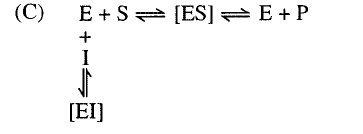 (C) E + S ⇌ [ES] ⇌ E + P
+
I
⇌
[EI]